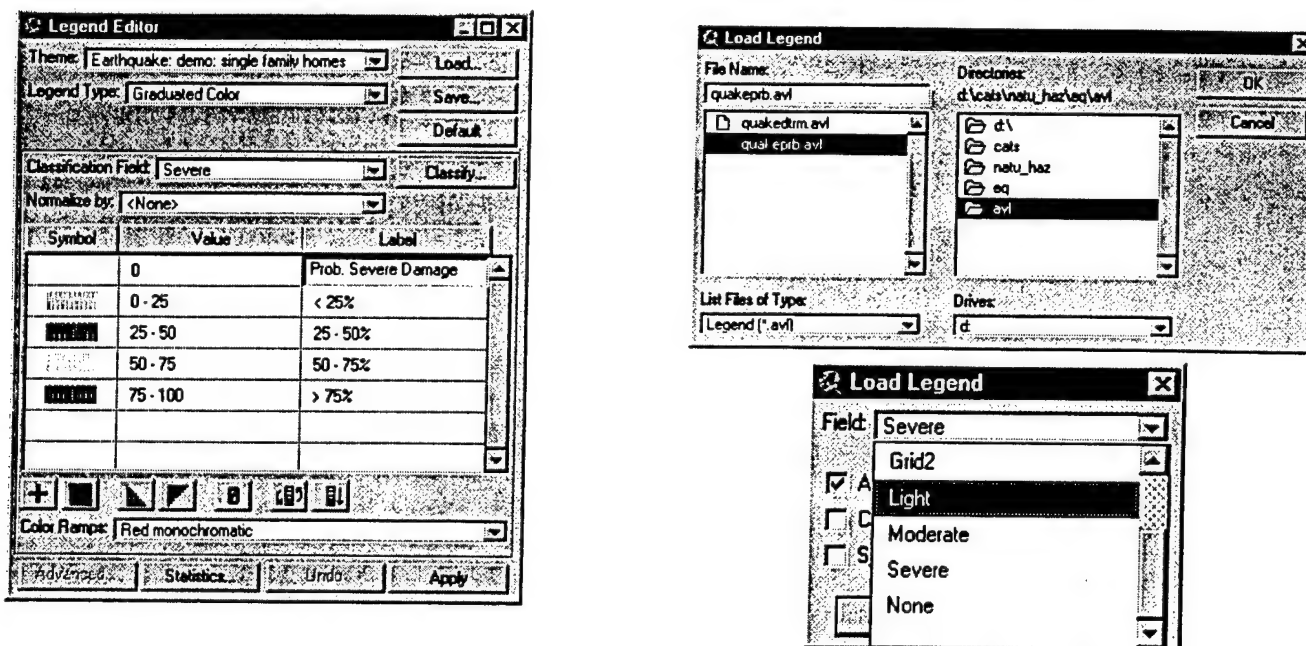 Legend Editor
Theme: Earthquake: demo: single family homes Load...
Legend Type: Graduated Color Save...
Default
Classification Field: Severe Classify...
Normalize by: <None>
Symbol Value Label
0 Prob. Severe Damage
0 - 25 < 25%
25 - 50 25 - 50%
50 - 75 50 - 75%
75 - 100 > 75%
Color Ramps: Red monochromatic
Advanced... Statistics... Undo Apply
Load Legend
File Name: Directories: OK
quakeprb.avl d:\cats\natu_haz\eq\avl
Cancel
quakedtrm.avl d:\
qual eprb avl cats
natu_haz
eq
avl
List Files of Type: Drives:
Legend (*.avl) d:
Load Legend
Field: Severe
Grid2
A Light
D Moderate
S Severe
None